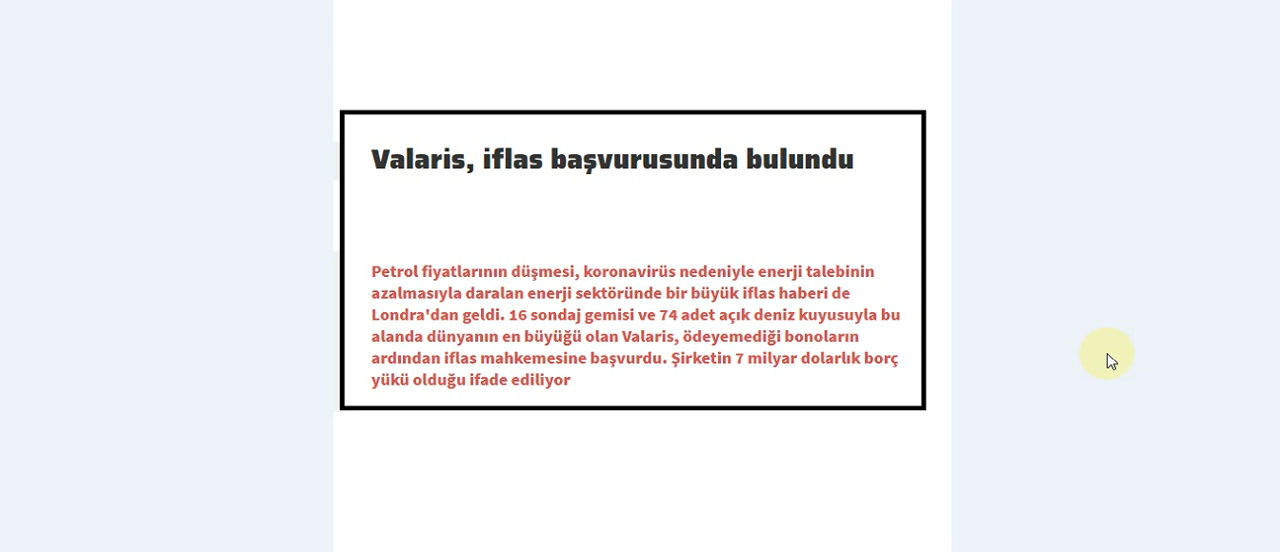 Valaris, iflas başvurusunda bulundu
Petrol fiyatlarının düşmesi, koronavirüs nedeniyle enerji talebinin
azalmasıyla daralan enerji sektöründe bir büyük iflas haberi de
Londra'dan geldi. 16 sondaj gemisi ve 74 adet açık deniz kuyusuyla bu
alanda dünyanın en büyüğü olan Valaris, ödeyemediği bonoların
ardından iflas mahkemesine başvurdu. Şirketin 7 milyar dolarlık borç
yükü olduğu ifade ediliyor